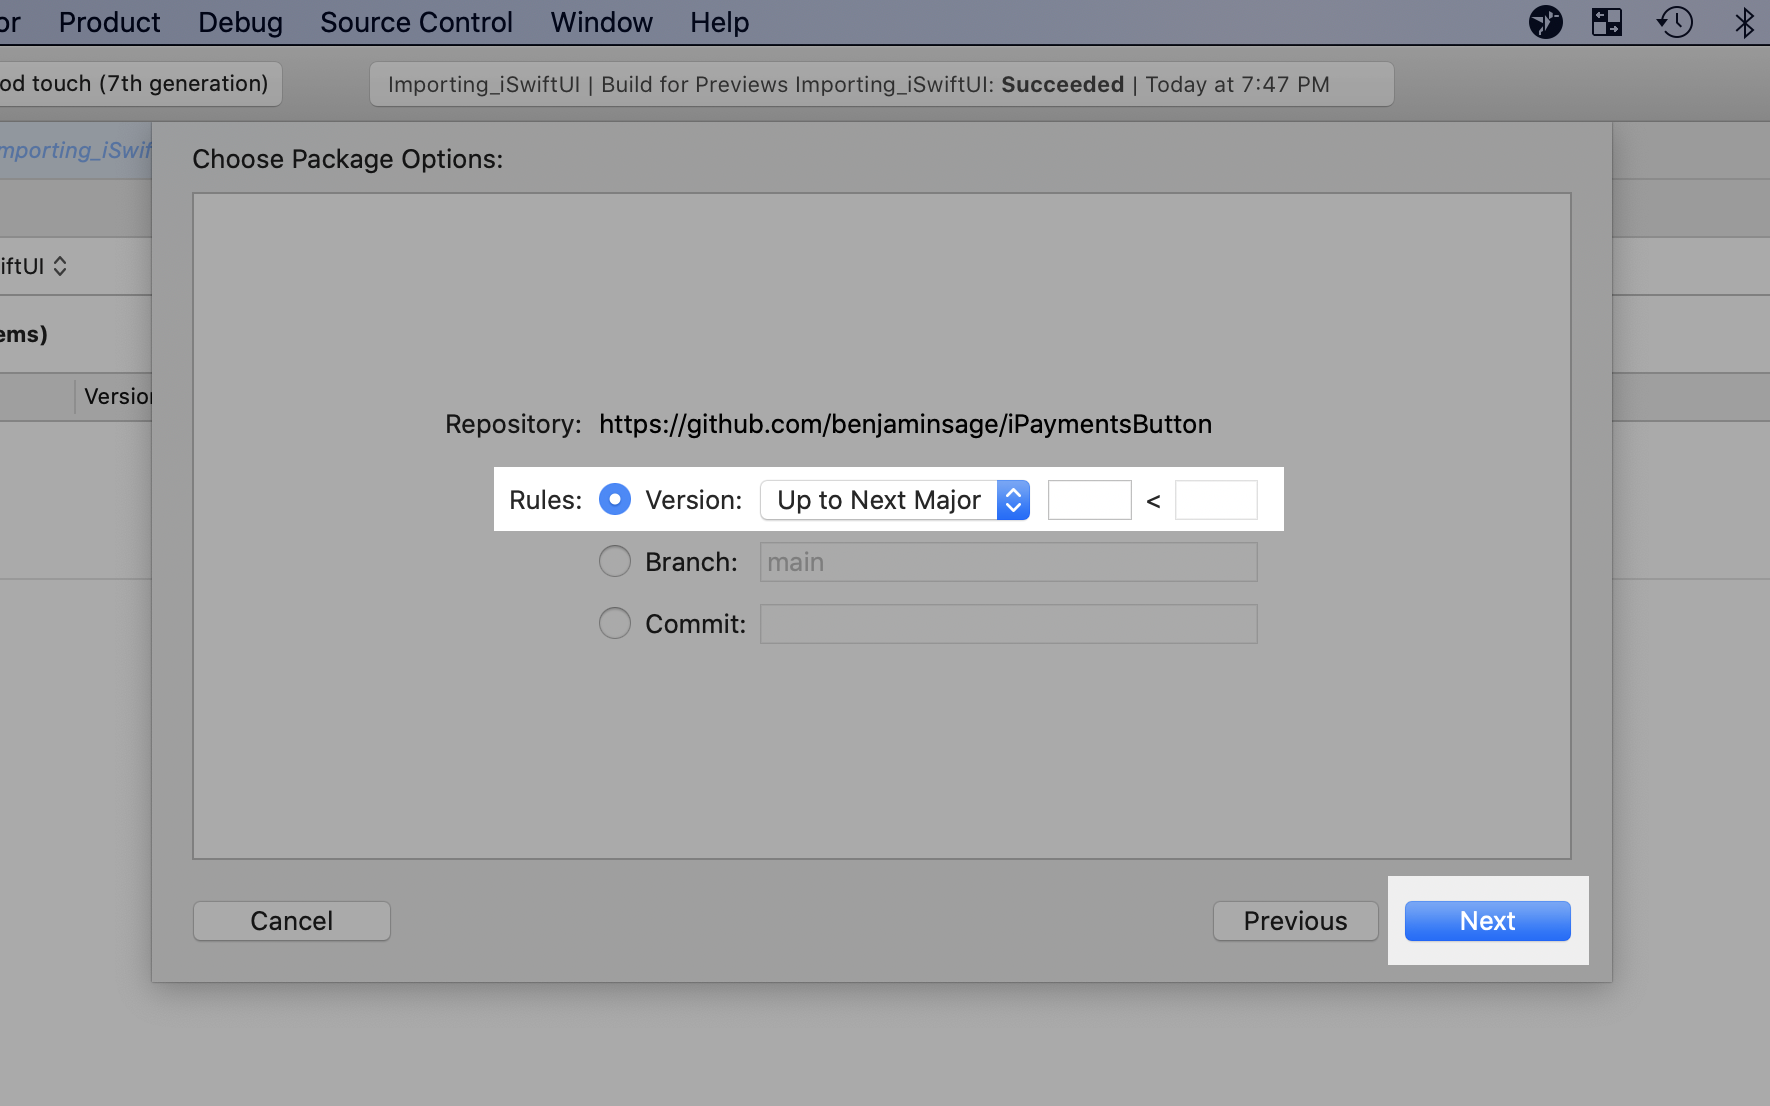 or Product Debug Source Control Window Help
od touch (7th generation) Importing_iSwiftUI | Build for Previews Importing_iSwiftUI: Succeeded | Today at 7:47 PM
mporting_iSwif
Choose Package Options:
iftUI
ems)
Version
Repository: https://github.com/benjaminsage/iPaymentsButton
Rules: Version: Up to Next Major <
Branch: main
Commit:
Cancel Previous Next